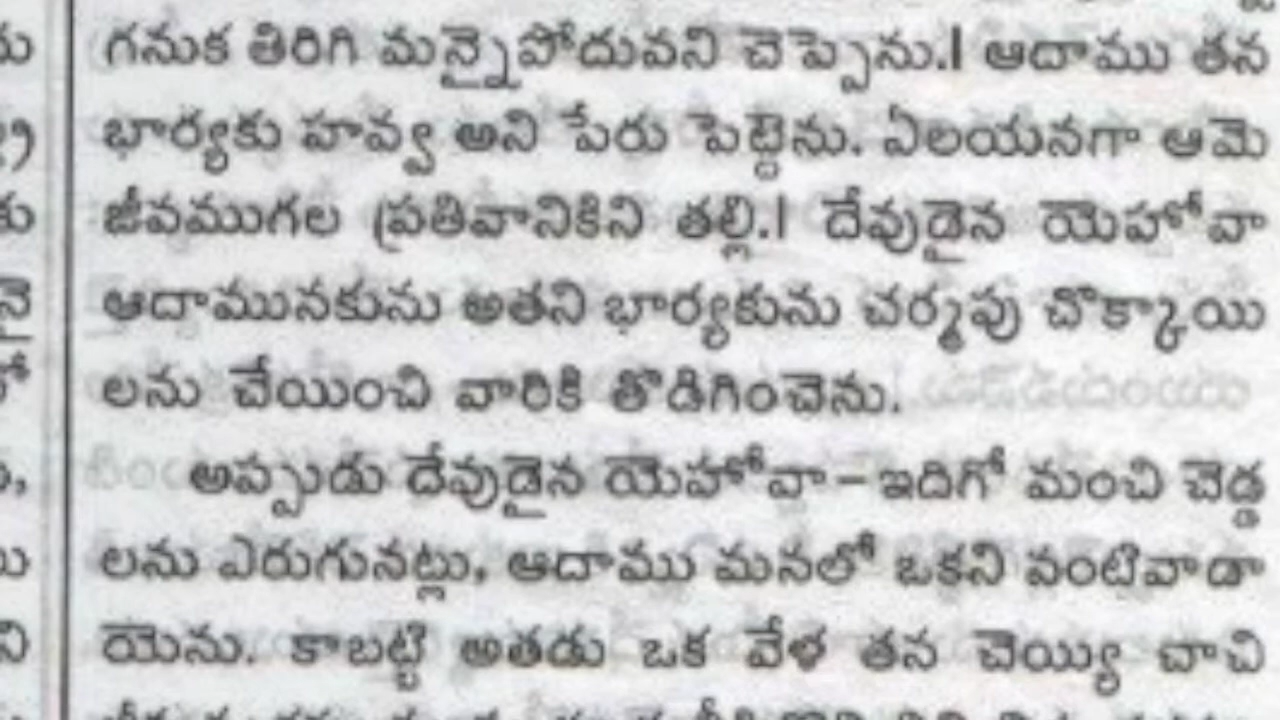 గనుక తిరిగి మన్నైపోదువని చెప్పెను.| ఆదాము తన
భార్యకు హవ్వ అని పేరు పెట్టెను. ఏలయనగా ఆమె
జీవముగల ప్రతివానికిని తల్లి.| దేవుడైన యెహోవా
ఆదామునకును అతని భార్యకును చర్మపు చొక్కాయి
లను చేయించి వారికి తొడిగించెను.
అప్పుడు దేవుడైన యెహోవా–ఇదిగో మంచి చెడ్డ
లను ఎరుగునట్లు, ఆదాము మనలో ఒకని వంటివాడా
యెను. కాబట్టి అతడు ఒక వేళ తన చెయ్యి చాచి